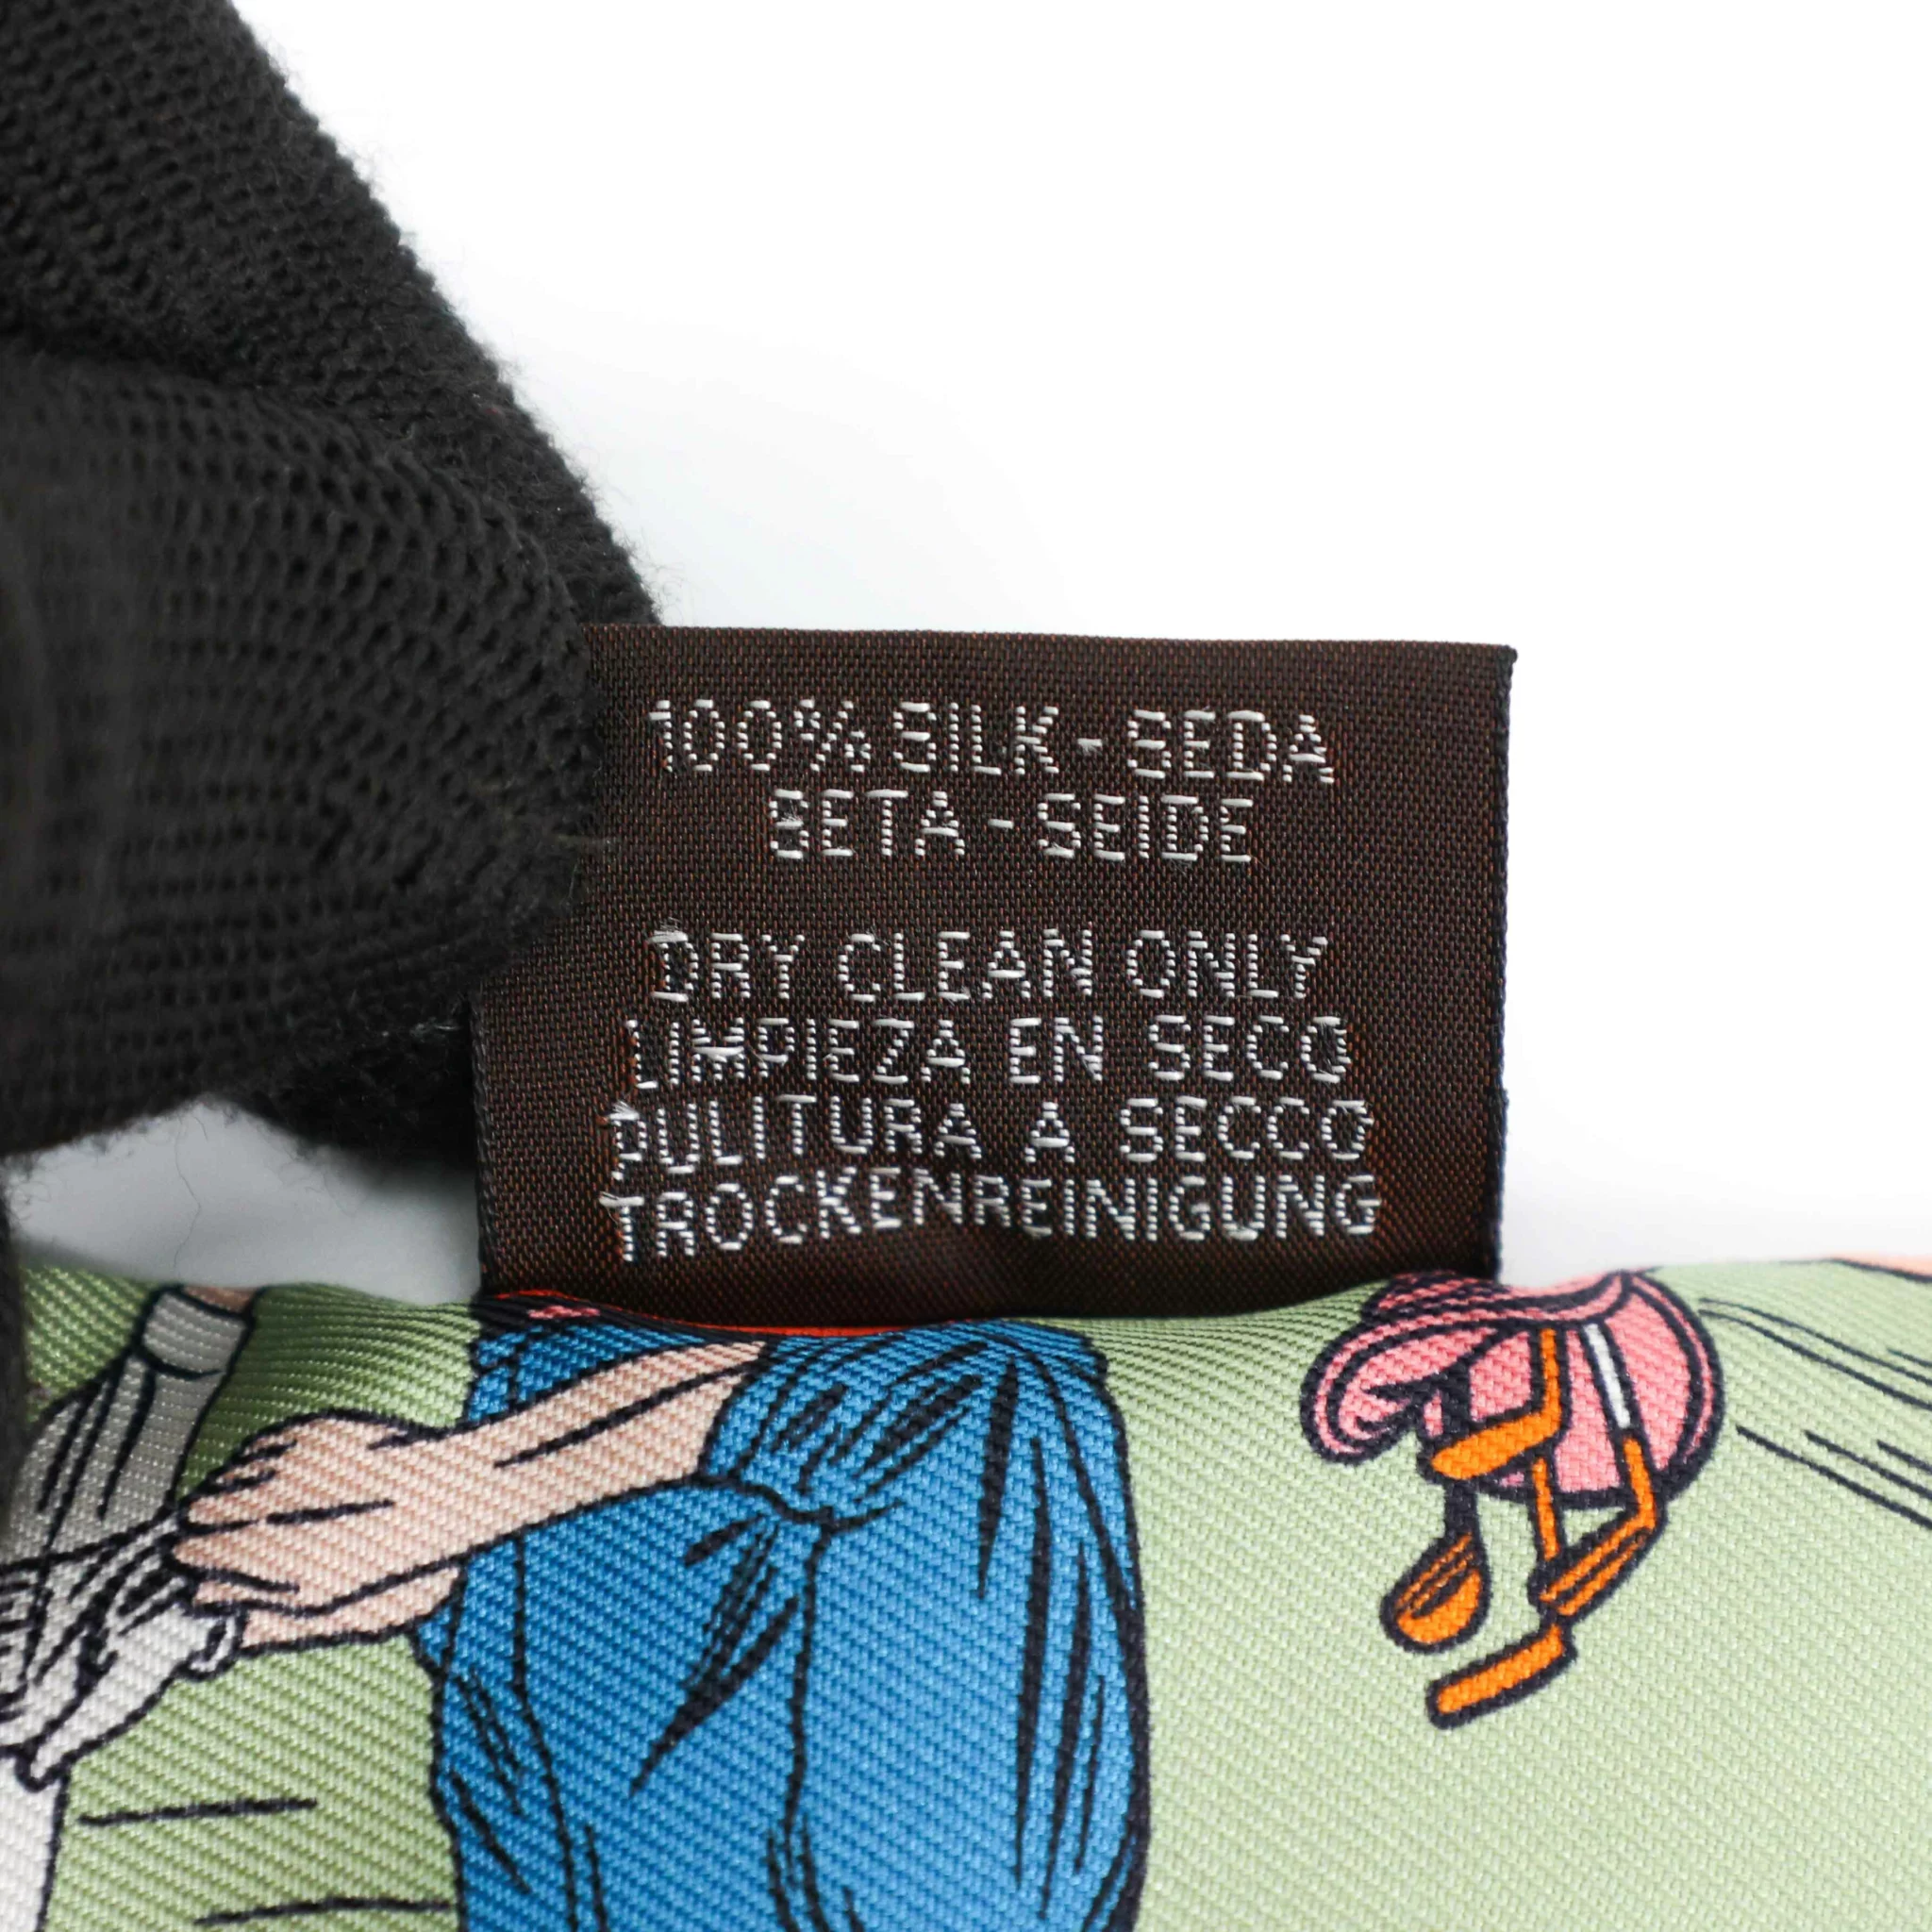 100% SILK - SEDA
SETA - SEIDE
DRY CLEAN ONLY
LIMPIEZA EN SECO
PULITURA A SECCO
TROCKENREINIGUNG